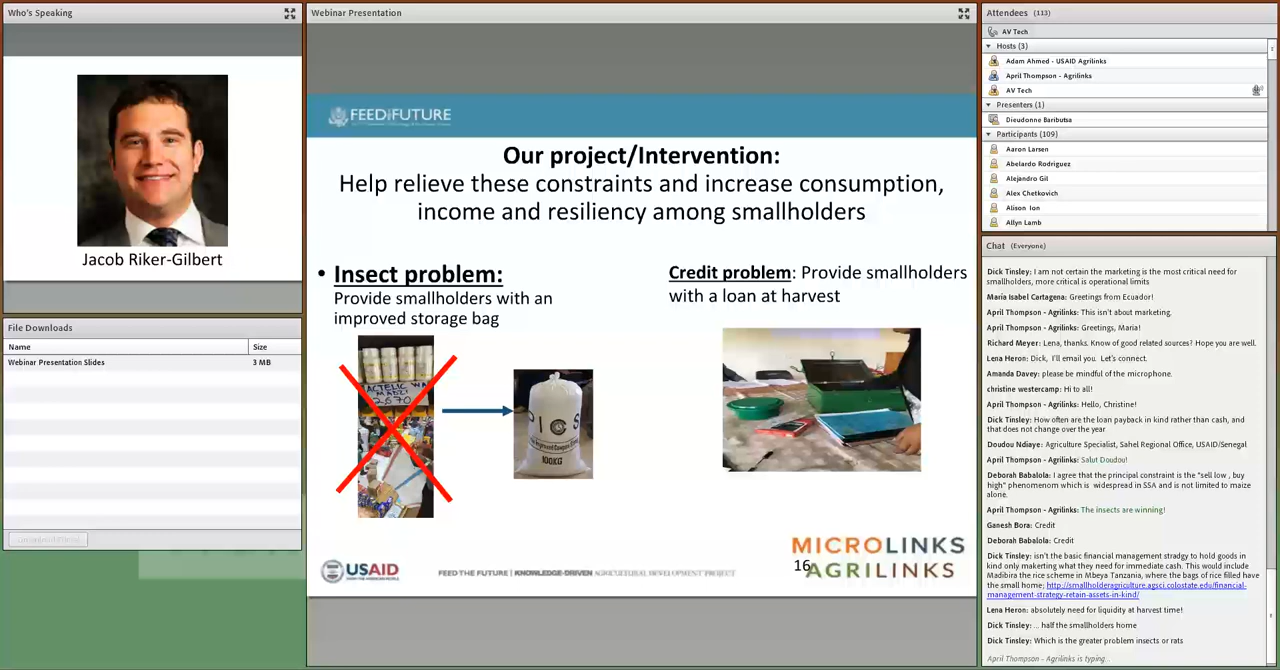 Who's Speaking
Jacob Riker-Gilbert
File Downloads
Name Size
Webinar Presentation Slides 3 MB
Webinar Presentation
FEED THE FUTURE
Our project/Intervention:
Help relieve these constraints and increase consumption,
income and resiliency among smallholders
• Insect problem:
Provide smallholders with an
improved storage bag
Credit problem: Provide smallholders
with a loan at harvest
PICS
100KG
USAID
FEED THE FUTURE | KNOWLEDGE-DRIVEN AGRICULTURAL DEVELOPMENT PROJECT
MICROLINKS
16
AGRILINKS
Attendees (113)
AV Tech
Hosts (3)
Adam Ahmed - USAID Agrilinks
April Thompson - Agrilinks
AV Tech
Presenters (1)
Dieudonne Baributsa
Participants (109)
Aaron Larsen
Abelardo Rodriguez
Alejandro Gil
Alex Chetkovich
Alison Ion
Allyn Lamb
Chat (Everyone)
Dick Tinsley: I am not certain the marketing is the most critical need for
smallholders, more critical is operational limits
María Isabel Cartagena: Greetings from Ecuador!
April Thompson - Agrilinks: This isn't about marketing.
April Thompson - Agrilinks: Greetings, Maria!
Richard Meyer: Lena, thanks. Know of good related sources? Hope you are well.
Lena Heron: Dick, I'll email you. Let's connect.
Amanda Davey: please be mindful of the microphone.
christine westercamp: Hi to all!
April Thompson - Agrilinks: Hello, Christine!
Dick Tinsley: How often are the loan payback in kind rather than cash, and
that does not change over the year
Doudou Ndiaye: Agriculture Specialist, Sahel Regional Office, USAID/Senegal
April Thompson - Agrilinks: Salut Doudou!
Deborah Babalola: I agree that the principal constraint is the "sell low , buy
high" phenomenom which is widespread in SSA and is not limited to maize
alone.
April Thompson - Agrilinks: The insects are winning!
Ganesh Bora: Credit
Deborah Babalola: Credit
Dick Tinsley: isn't the basic financial management stradgy to hold goods in
kind only makerting what they need for immediate cash. This would include
Madibira the rice scheme in Mbeya Tanzania, where the bags of rice filled have
the small home; http://smallholderagriculture.agsci.colostate.edu/financial-
management-strategy-retain-assets-in-kind/
Lena Heron: absolutely need for liquidity at harvest time!
Dick Tinsley: ... half the smallholders home
Dick Tinsley: Which is the greater problem insects or rats
April Thompson - Agrilinks is typing...